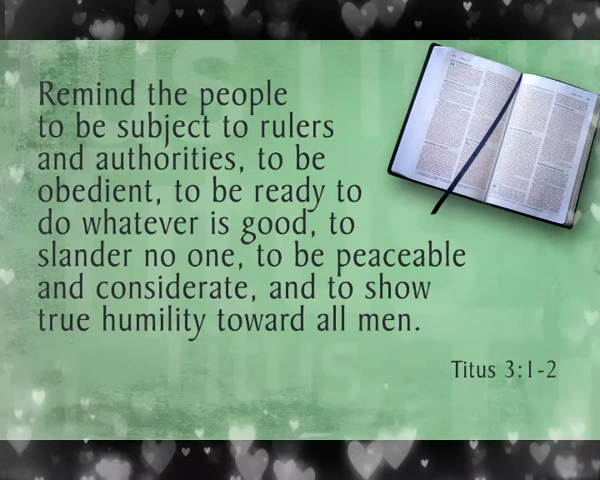 Remind the people
to be subject to rulers
and authorities, to be
obedient, to be ready to
do whatever is good, to
slander no one, to be peaceable
and considerate, and to show
true humility toward all men.
Titus 3:1-2